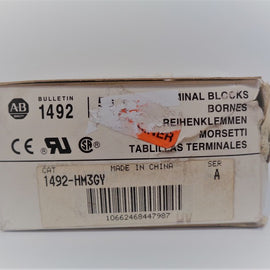 AB BULLETIN
1492
MINAL BLOCKS
BORNES
REIHENKLEMMEN
MORSETTI
TABLILLAS TERMINALES
CE
CAT
MADE IN CHINA
SER
1492-HM3GY
A
10662468447987